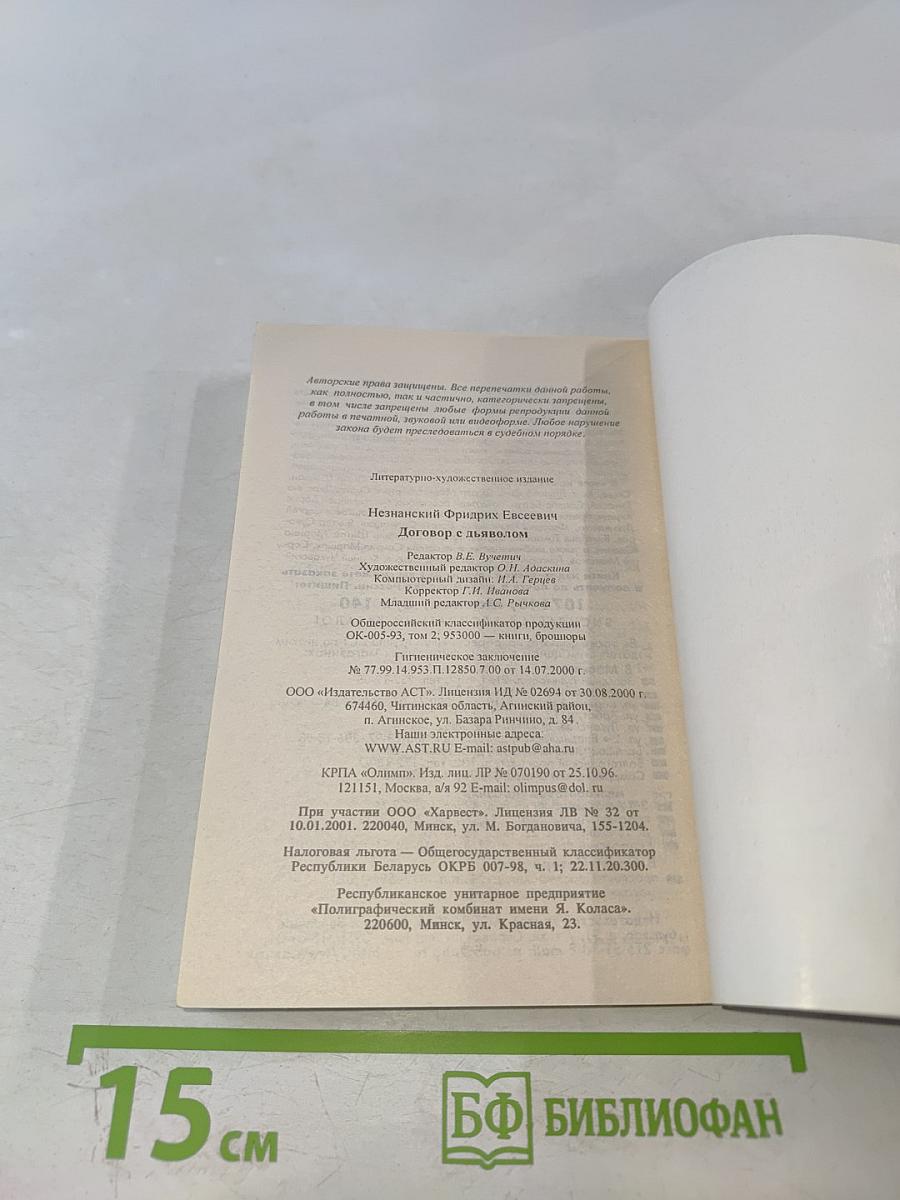 Авторские права защищены. Все перепечатки данной работы,
как полностью, так и частично, категорически запрещены,
в том числе запрещены любые формы репродукции данной
работы в печатной, звуковой или видеоформе. Любое нарушение
закона будет преследоваться в судебном порядке.
Литературно-художественное издание
Незнанский Фридрих Евсеевич
Договор с дьяволом
Редактор В.Е. Вучетич
Художественный редактор О.Н. Адаскина
Компьютерный дизайн: И.А. Герцев
Корректор Г.И. Иванова
Младший редактор А.С. Рычкова
Общероссийский классификатор продукции
ОК-005-93, том 2; 953000 — книги, брошюры
Гигиеническое заключение
№ 77.99.14.953.П.12850.7.00 от 14.07.2000 г.
ООО «Издательство АСТ». Лицензия ИД № 02694 от 30.08.2000 г.
674460, Читинская область, Агинский район,
п. Агинское, ул. Базара Ринчино, д. 84.
Наши электронные адреса:
WWW.AST.RU E-mail: astpub@aha.ru
КРПА «Олимп». Изд. лиц. ЛР № 070190 от 25.10.96.
121151, Москва, а/я 92 E-mail: olimpus@dol. ru
При участии ООО «Харвест». Лицензия ЛВ № 32 от
10.01.2001. 220040, Минск, ул. М. Богдановича, 155-1204.
Налоговая льгота — Общегосударственный классификатор
Республики Беларусь ОКРБ 007-98, ч. 1; 22.11.20.300.
Республиканское унитарное предприятие
«Полиграфический комбинат имени Я. Коласа».
220600, Минск, ул. Красная, 23.
15 см
БФ БИБЛИОФАН